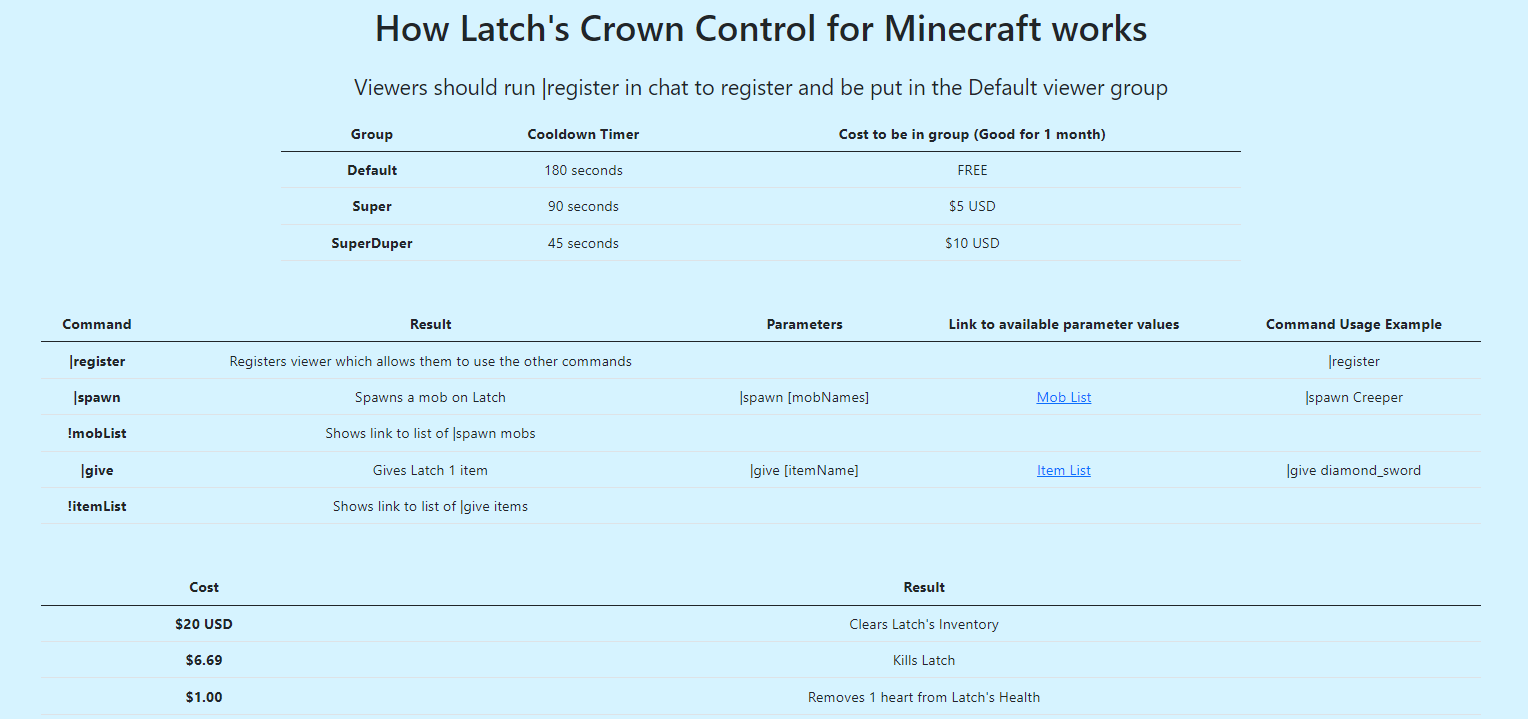 How Latch's Crown Control for Minecraft works
Viewers should run |register in chat to register and be put in the Default viewer group
Group Cooldown Timer Cost to be in group (Good for 1 month)
Default 180 seconds FREE
Super 90 seconds $5 USD
SuperDuper 45 seconds $10 USD
Command Result Parameters Link to available parameter values Command Usage Example
|register Registers viewer which allows them to use the other commands |register
|spawn Spawns a mob on Latch |spawn [mobNames] Mob List |spawn Creeper
!mobList Shows link to list of |spawn mobs
|give Gives Latch 1 item |give [itemName] Item List |give diamond_sword
!itemList Shows link to list of |give items
Cost Result
$20 USD Clears Latch's Inventory
$6.69 Kills Latch
$1.00 Removes 1 heart from Latch's Health